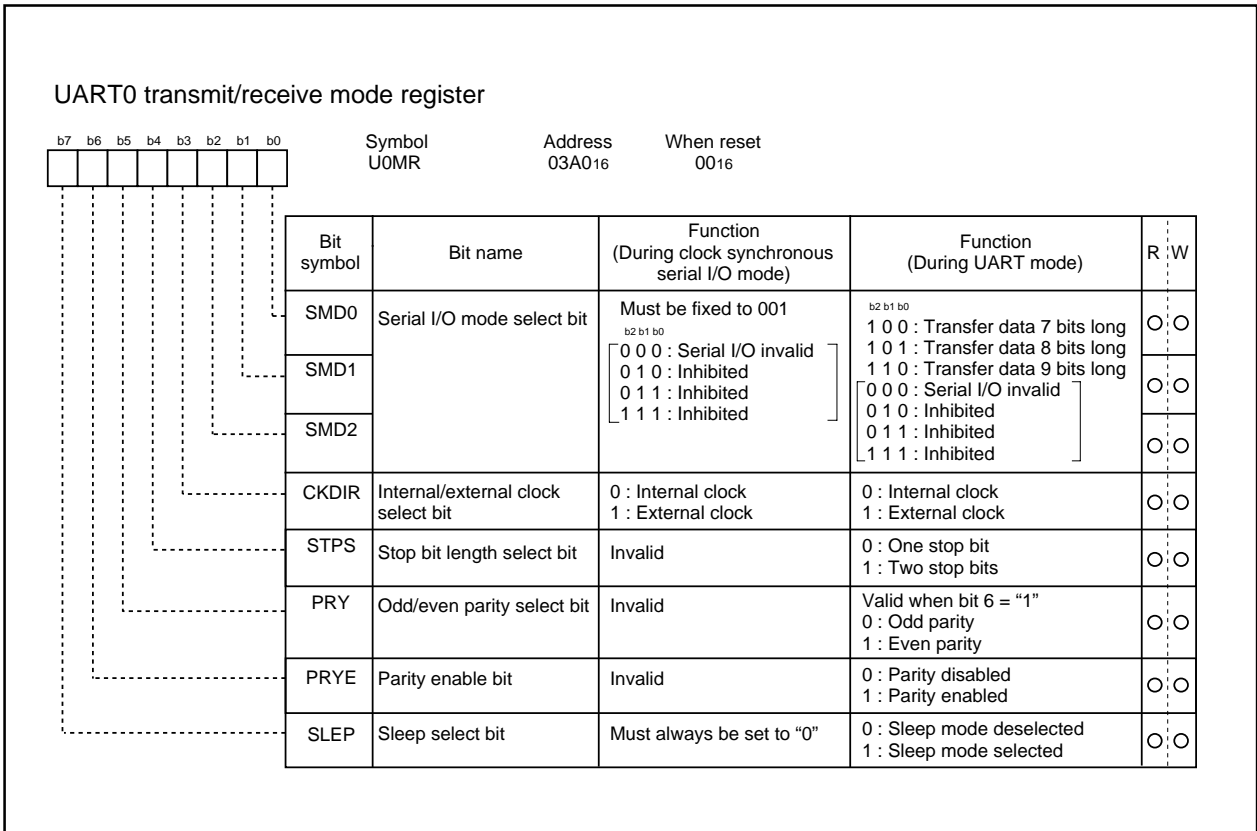 UART0 transmit/receive mode register
b7 b6 b5 b4 b3 b2 b1 b0
Symbol Address When reset
U0MR 03A016 0016
Bit symbol Bit name Function (During clock synchronous serial I/O mode) Function (During UART mode) R W
SMD0 Serial I/O mode select bit
SMD1
SMD2
Must be fixed to 001
b2 b1 b0
0 0 0 : Serial I/O invalid
0 1 0 : Inhibited
0 1 1 : Inhibited
1 1 1 : Inhibited
b2 b1 b0
1 0 0 : Transfer data 7 bits long
1 0 1 : Transfer data 8 bits long
1 1 0 : Transfer data 9 bits long
0 0 0 : Serial I/O invalid
0 1 0 : Inhibited
0 1 1 : Inhibited
1 1 1 : Inhibited
CKDIR Internal/external clock
select bit
0 : Internal clock
1 : External clock
0 : Internal clock
1 : External clock
STPS Stop bit length select bit Invalid
0 : One stop bit
1 : Two stop bits
PRY Odd/even parity select bit Invalid
Valid when bit 6 = “1”
0 : Odd parity
1 : Even parity
PRYE Parity enable bit Invalid
0 : Parity disabled
1 : Parity enabled
SLEP Sleep select bit Must always be set to “0”
0 : Sleep mode deselected
1 : Sleep mode selected